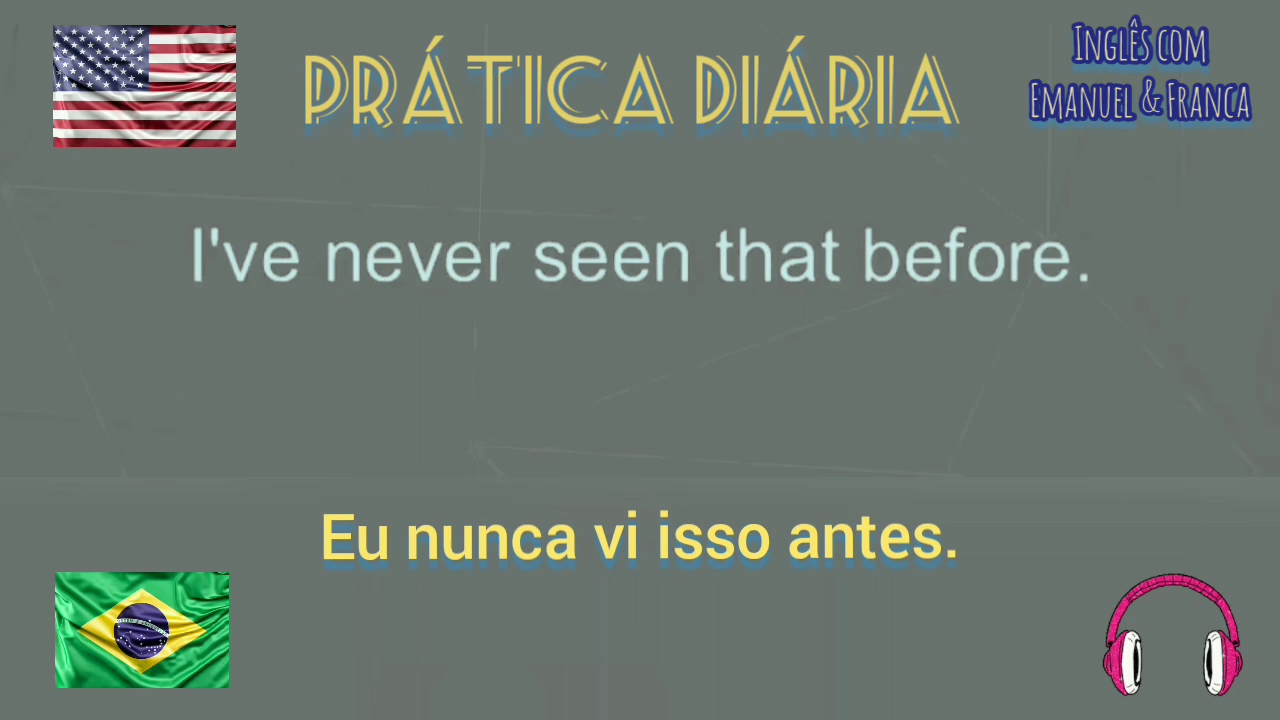 PRÁTICA DIÁRIA
Inglês com
Emanuel & Franca
I've never seen that before.
Eu nunca vi isso antes.